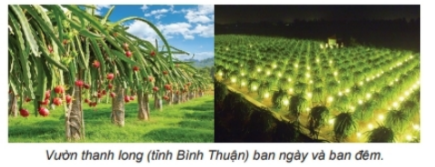 Vườn thanh long (tỉnh Bình Thuận) ban ngày và ban đêm.